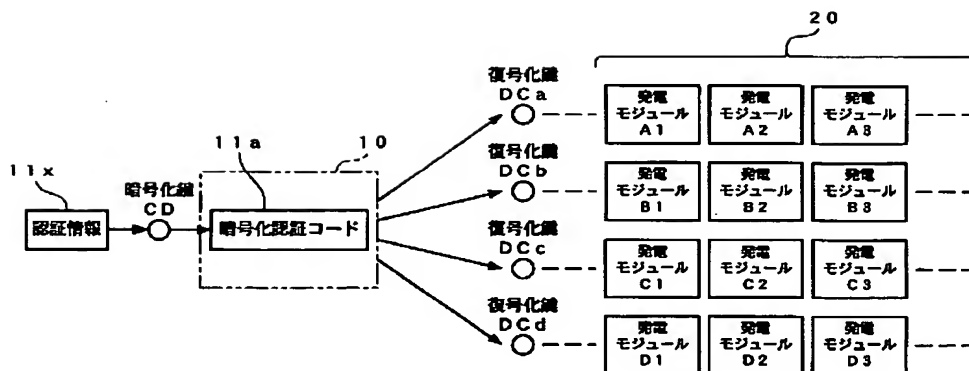 20
復号化鍵
DCa
発電
モジュール
A1
発電
モジュール
A2
発電
モジュール
A3
11x
認証情報
暗号化鍵
CD
11a
10
暗号化認証コード
復号化鍵
DCb
発電
モジュール
B1
発電
モジュール
B2
発電
モジュール
B3
復号化鍵
DCc
発電
モジュール
C1
発電
モジュール
C2
発電
モジュール
C3
復号化鍵
DCd
発電
モジュール
D1
発電
モジュール
D2
発電
モジュール
D3